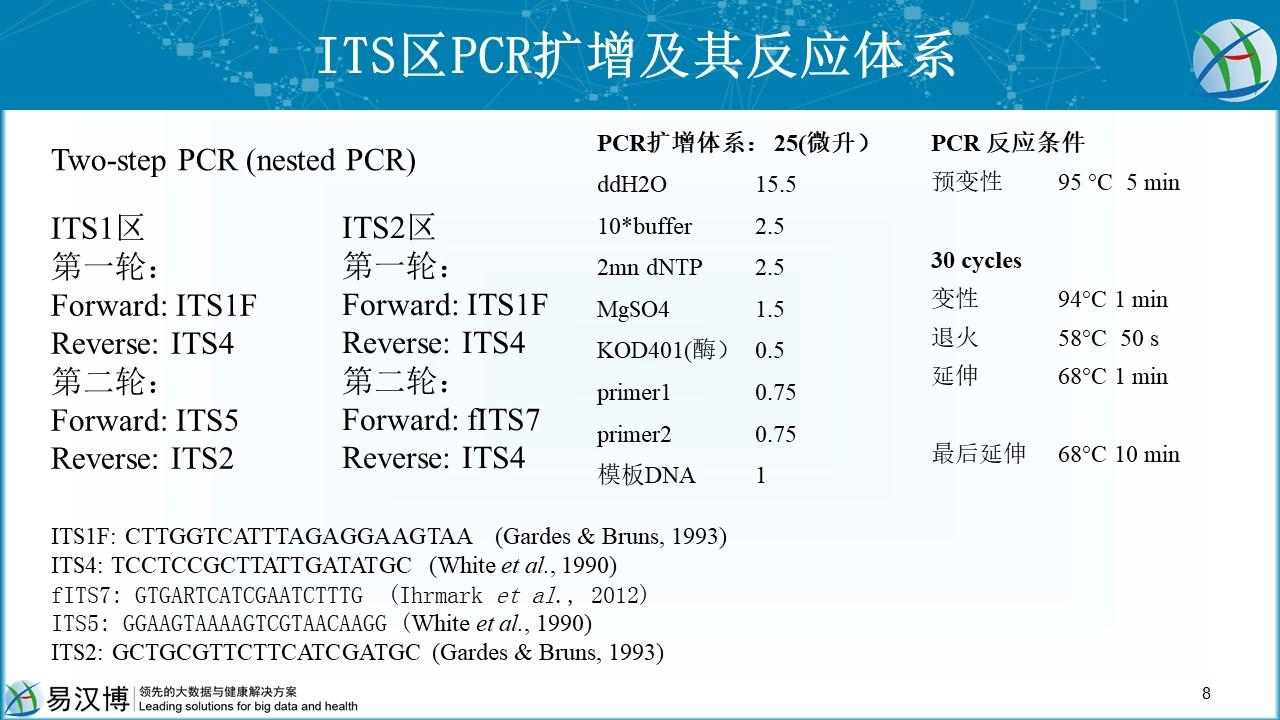 ITS区PCR扩增及其反应体系
Two-step PCR (nested PCR)
ITS1区
第一轮：
Forward: ITS1F
Reverse: ITS4
第二轮：
Forward: ITS5
Reverse: ITS2
ITS2区
第一轮：
Forward: ITS1F
Reverse: ITS4
第二轮：
Forward: fITS7
Reverse: ITS4
PCR扩增体系：25(微升）
ddH2O 15.5
10*buffer 2.5
2mn dNTP 2.5
MgSO4 1.5
KOD401(酶） 0.5
primer1 0.75
primer2 0.75
模板DNA 1
PCR 反应条件
预变性 95 °C 5 min
30 cycles
变性 94°C 1 min
退火 58°C 50 s
延伸 68°C 1 min
最后延伸 68°C 10 min
ITS1F: CTTGGTCATTTAGAGGAAGTAA (Gardes & Bruns, 1993)
ITS4: TCCTCCGCTTATTGATATGC (White et al., 1990)
fITS7: GTGARTCATCGAATCTTTG (Ihrmark et al., 2012)
ITS5: GGAAGTAAAAGTCGTAACAAGG (White et al., 1990)
ITS2: GCTGCGTTCTTCATCGATGC (Gardes & Bruns, 1993)
易汉博
领先的大数据与健康解决方案
Leading solutions for big data and health
8